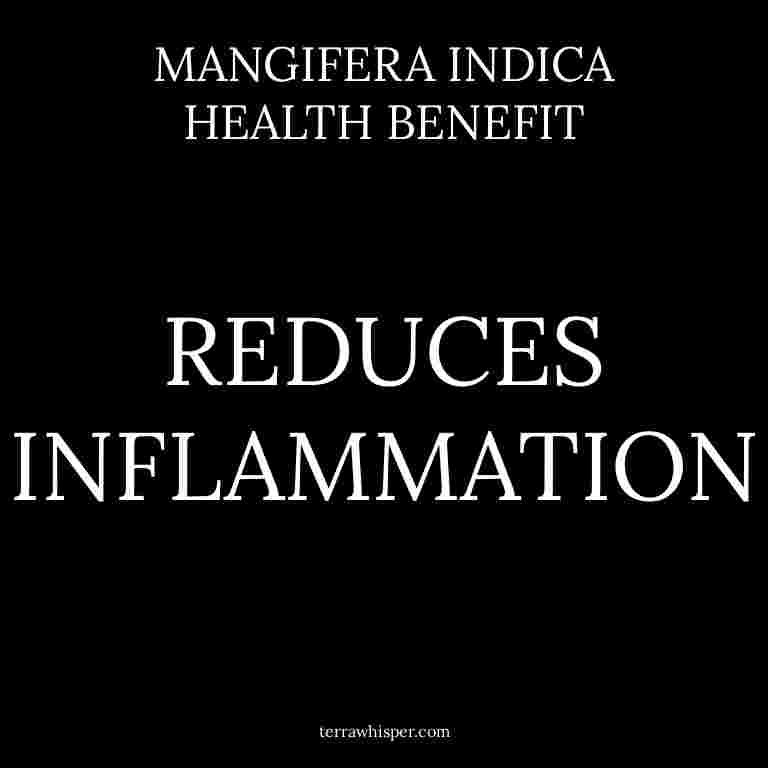 MANGIFERA INDICA
HEALTH BENEFIT
REDUCES
INFLAMMATION
terrawhisper.com